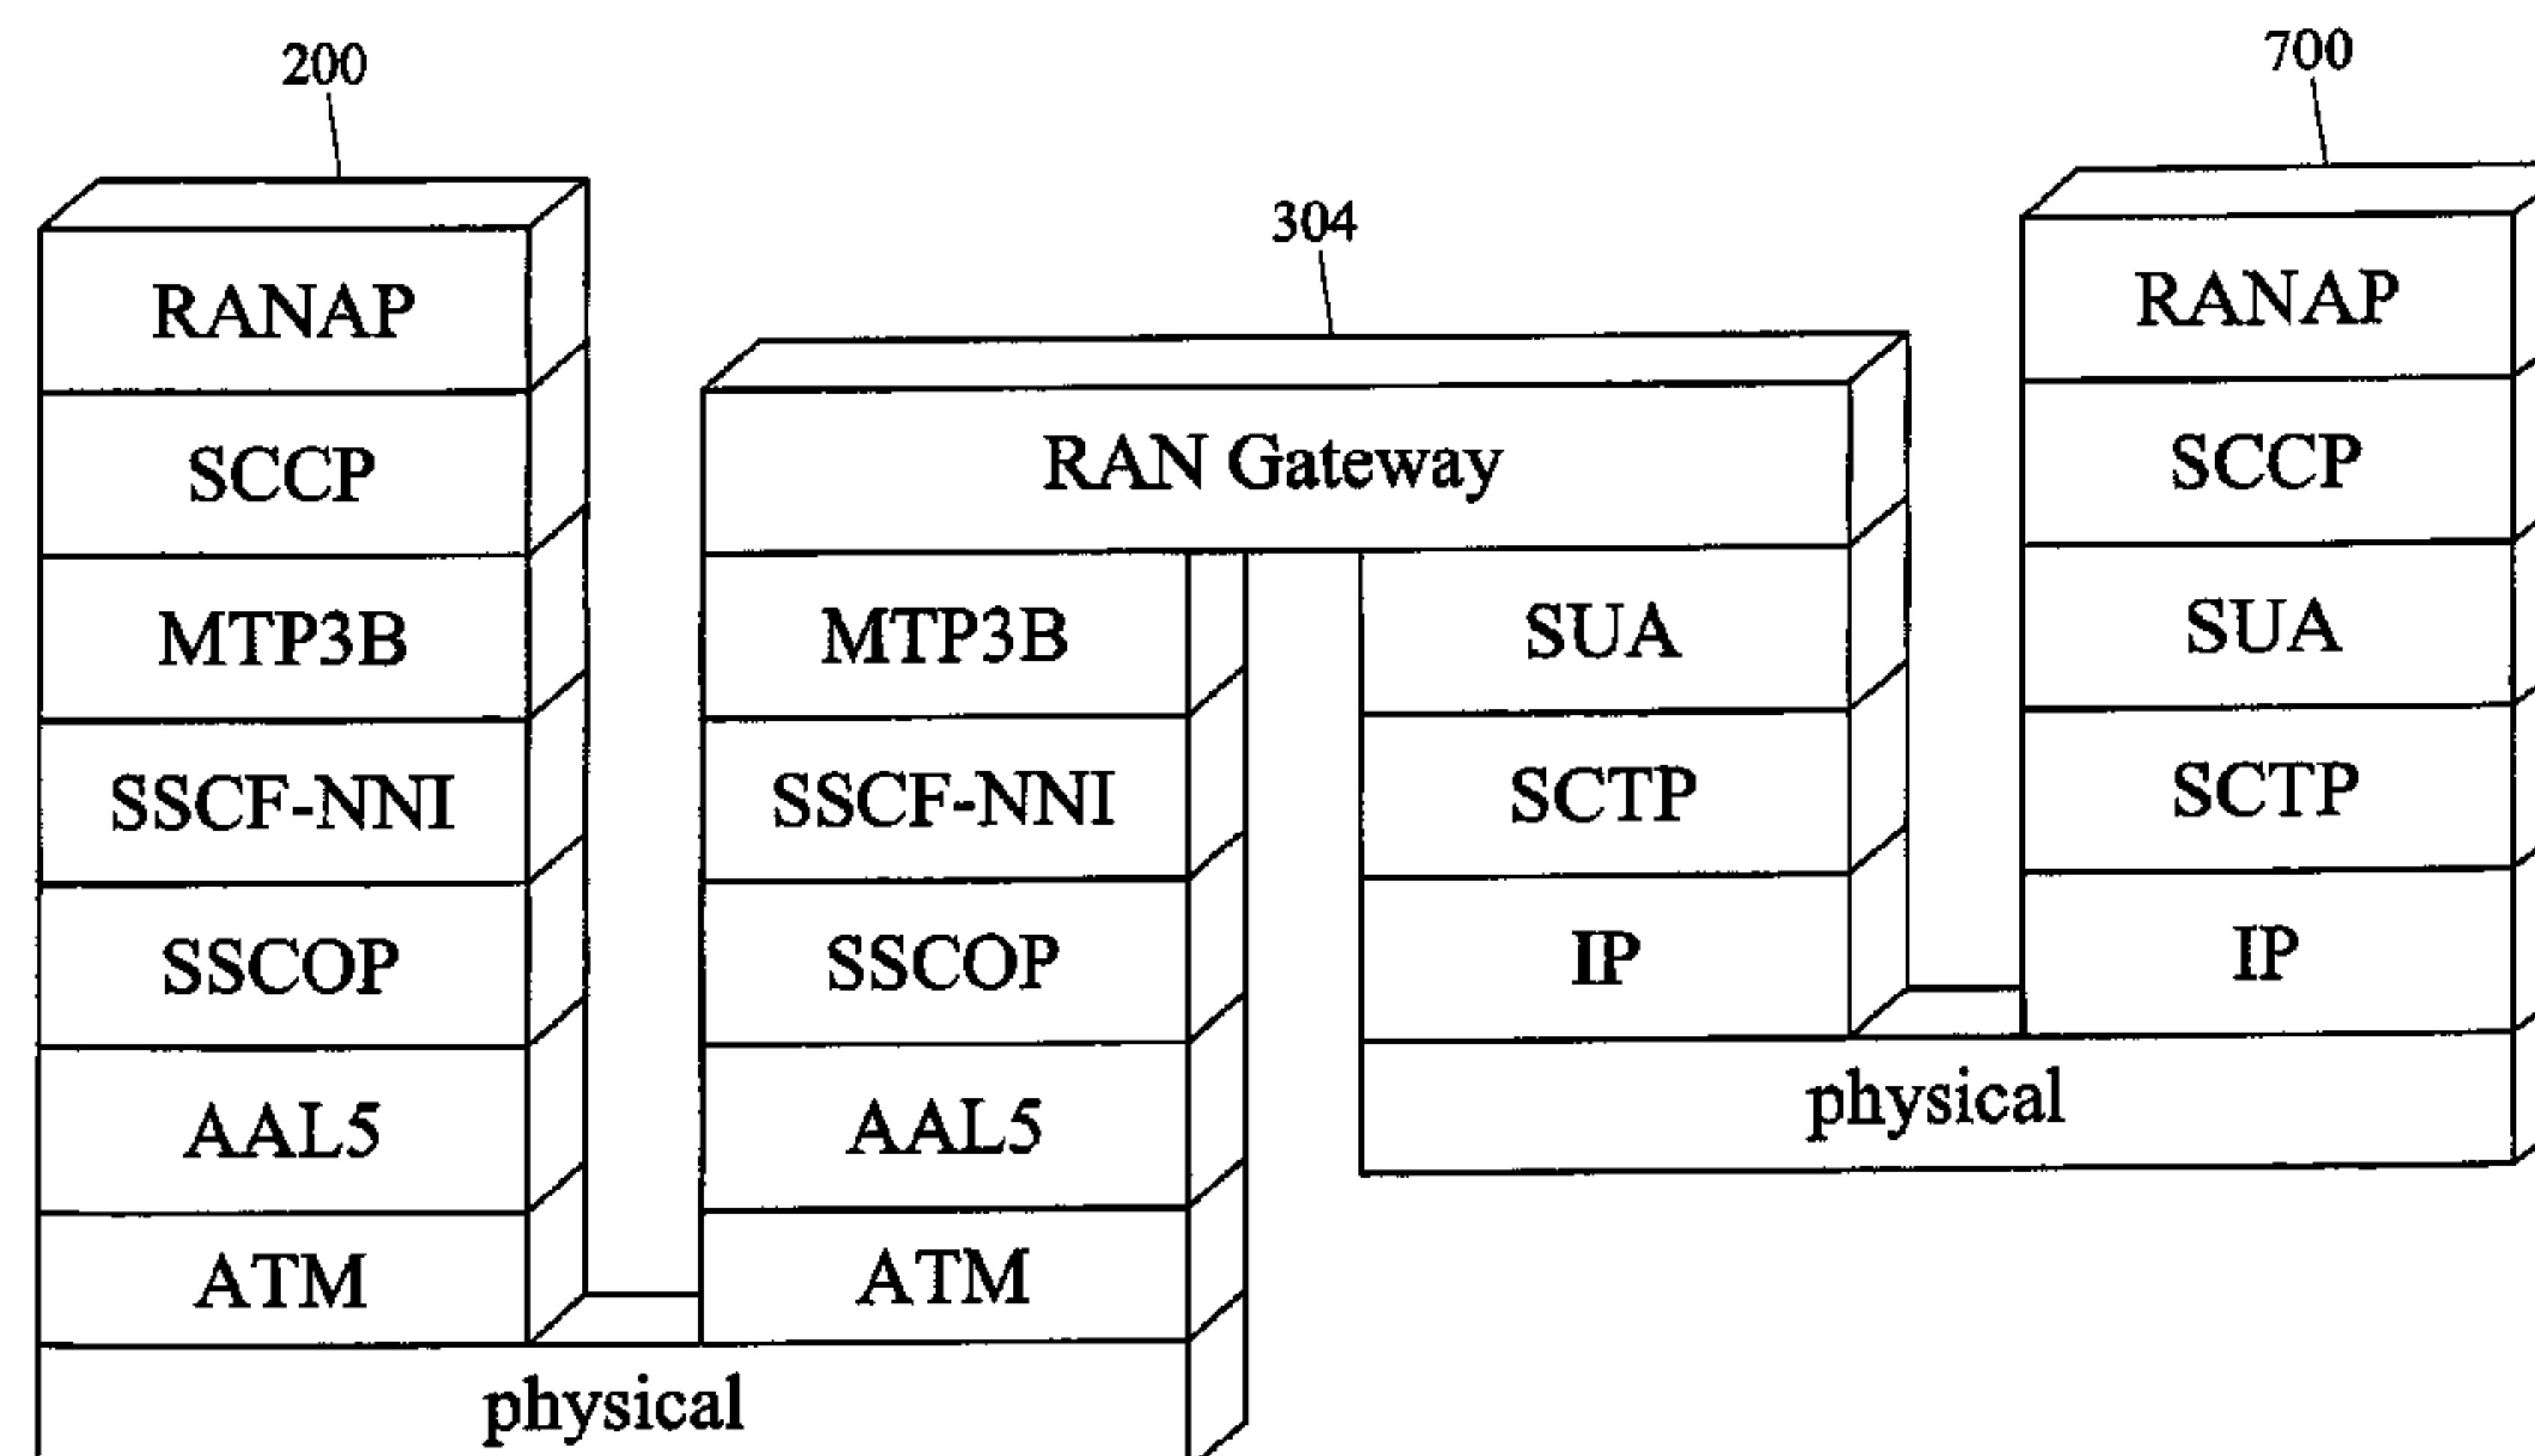 200
RANAP
SCCP
MTP3B
SSCF-NNI
SSCOP
AAL5
ATM
physical
304
RAN Gateway
MTP3B
SSCF-NNI
SSCOP
AAL5
ATM
SUA
SCTP
IP
physical
700
RANAP
SCCP
SUA
SCTP
IP